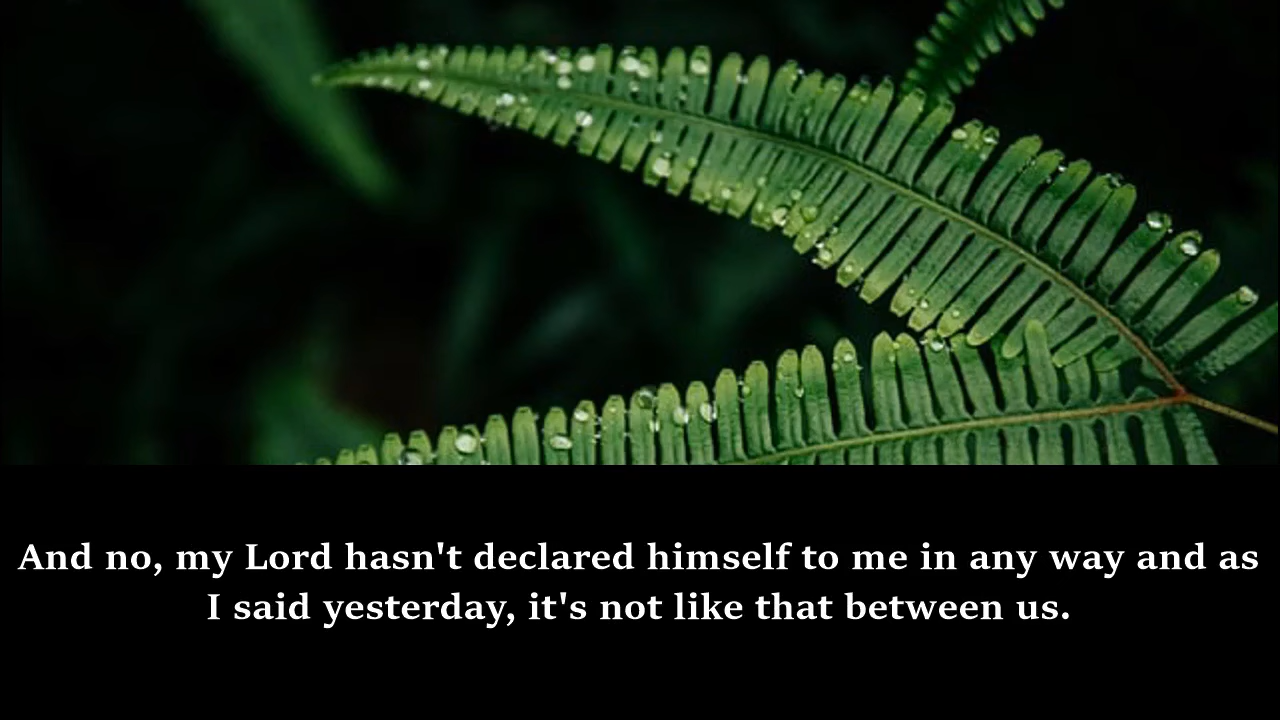 And no, my Lord hasn't declared himself to me in any way and as
I said yesterday, it's not like that between us.